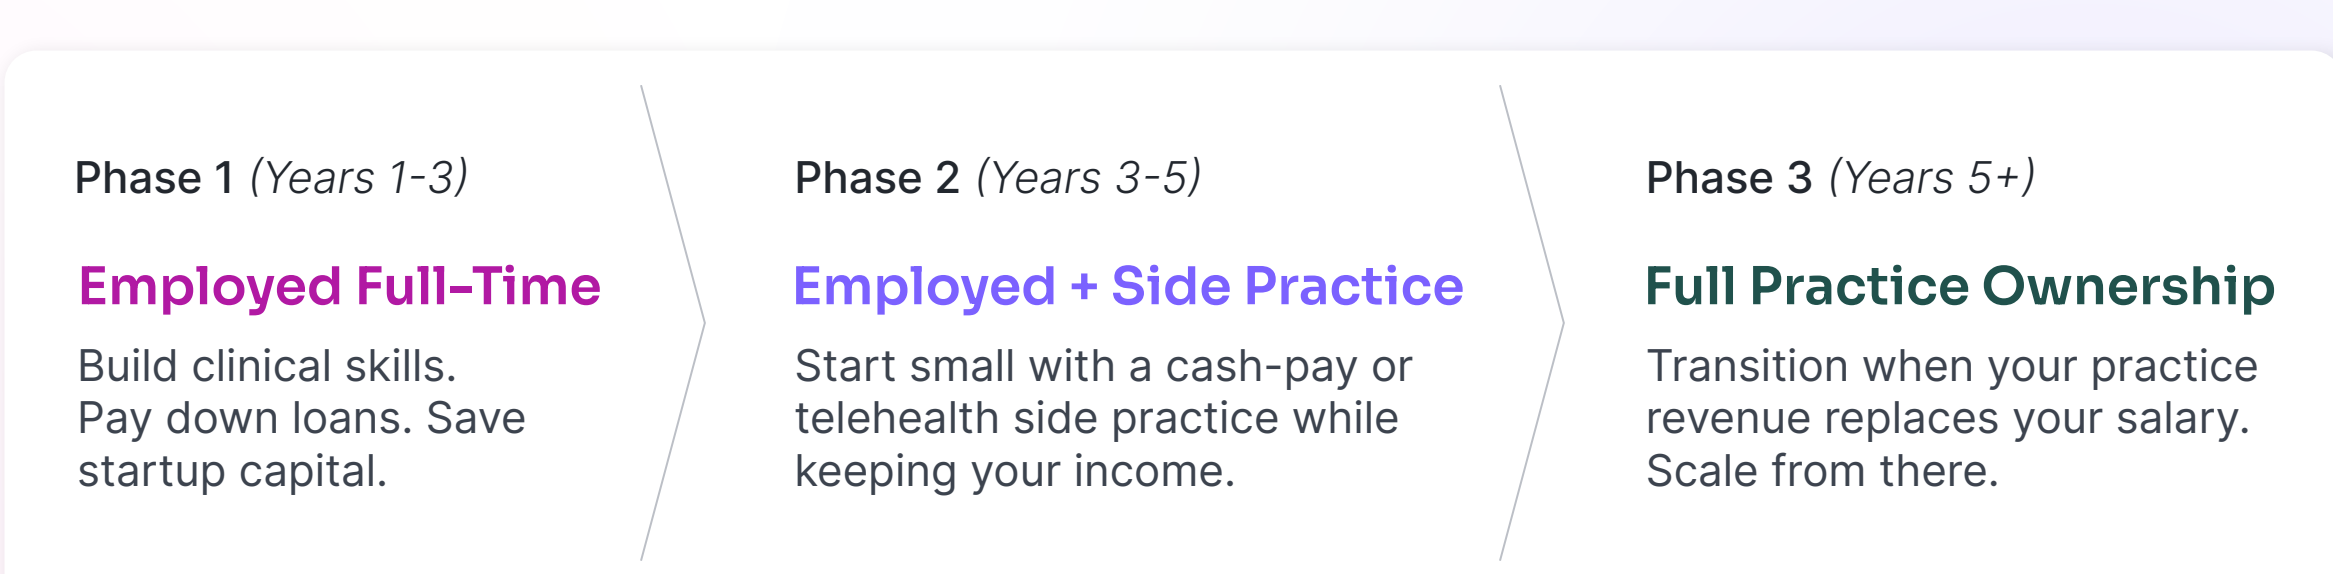 Phase 1 (Years 1-3)
Employed Full-Time
Build clinical skills.
Pay down loans. Save
startup capital.
Phase 2 (Years 3-5)
Employed + Side Practice
Start small with a cash-pay or
telehealth side practice while
keeping your income.
Phase 3 (Years 5+)
Full Practice Ownership
Transition when your practice
revenue replaces your salary.
Scale from there.